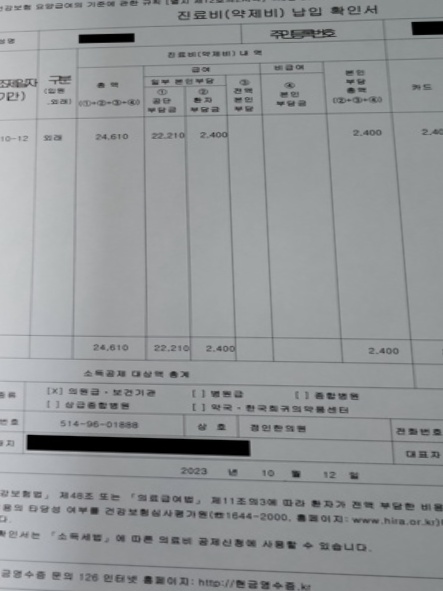 건강보험 요양급여의 기준에 관한 규칙
진료비(약제비) 납입 확인서
성명
주민등록번호
진료비(약제비) 내 역
조제일자
기간)
구분
(입원
,외래)
총 액
(①+②+③+④)
급여
일부 본인부담
①
공단
부담금
②
환자
부담금
③
전액
본인
부담
비급여
④
본인
부담금
본인
부담
총액
(②+③+④)
카드
10-12 외래 24,610 22,210 2,400 2,400 2,40
24,610 22,210 2,400 2,400
소득공제 대상액 총계
종류
[X] 의원급·보건기관 [ ] 병원급 [ ] 종합병원
[ ] 상급종합병원 [ ] 약국·한국희귀의약품센터
번호 514-96-01888 상 호 경인한의원 전화번호
대표자
2023 년 10 월 12 일
강보험법」 제48조 또는 「의료급여법」 제11조의3에 따라 환자가 전액 부담한 비용
용의 타당성 여부를 건강보험심사평가원(☎1644-2000, 홈페이지: www.hira.or.kr)
다.
확인서는 「소득세법」에 따른 의료비 공제신청에 사용할 수 있습니다.
금영수증 문의 126 인터넷 홈페이지: http://현금영수증.kr